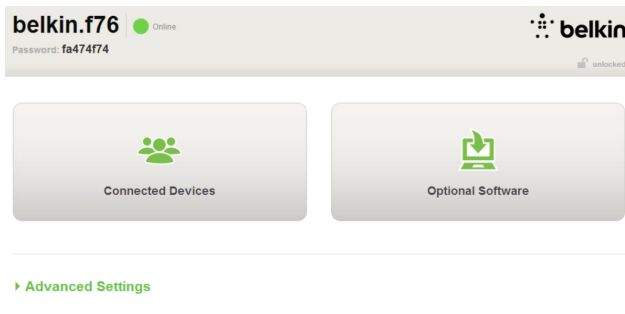 belkin.f76 Online
belkin
Password: fa474f74
unlocked
Connected Devices
Optional Software
Advanced Settings